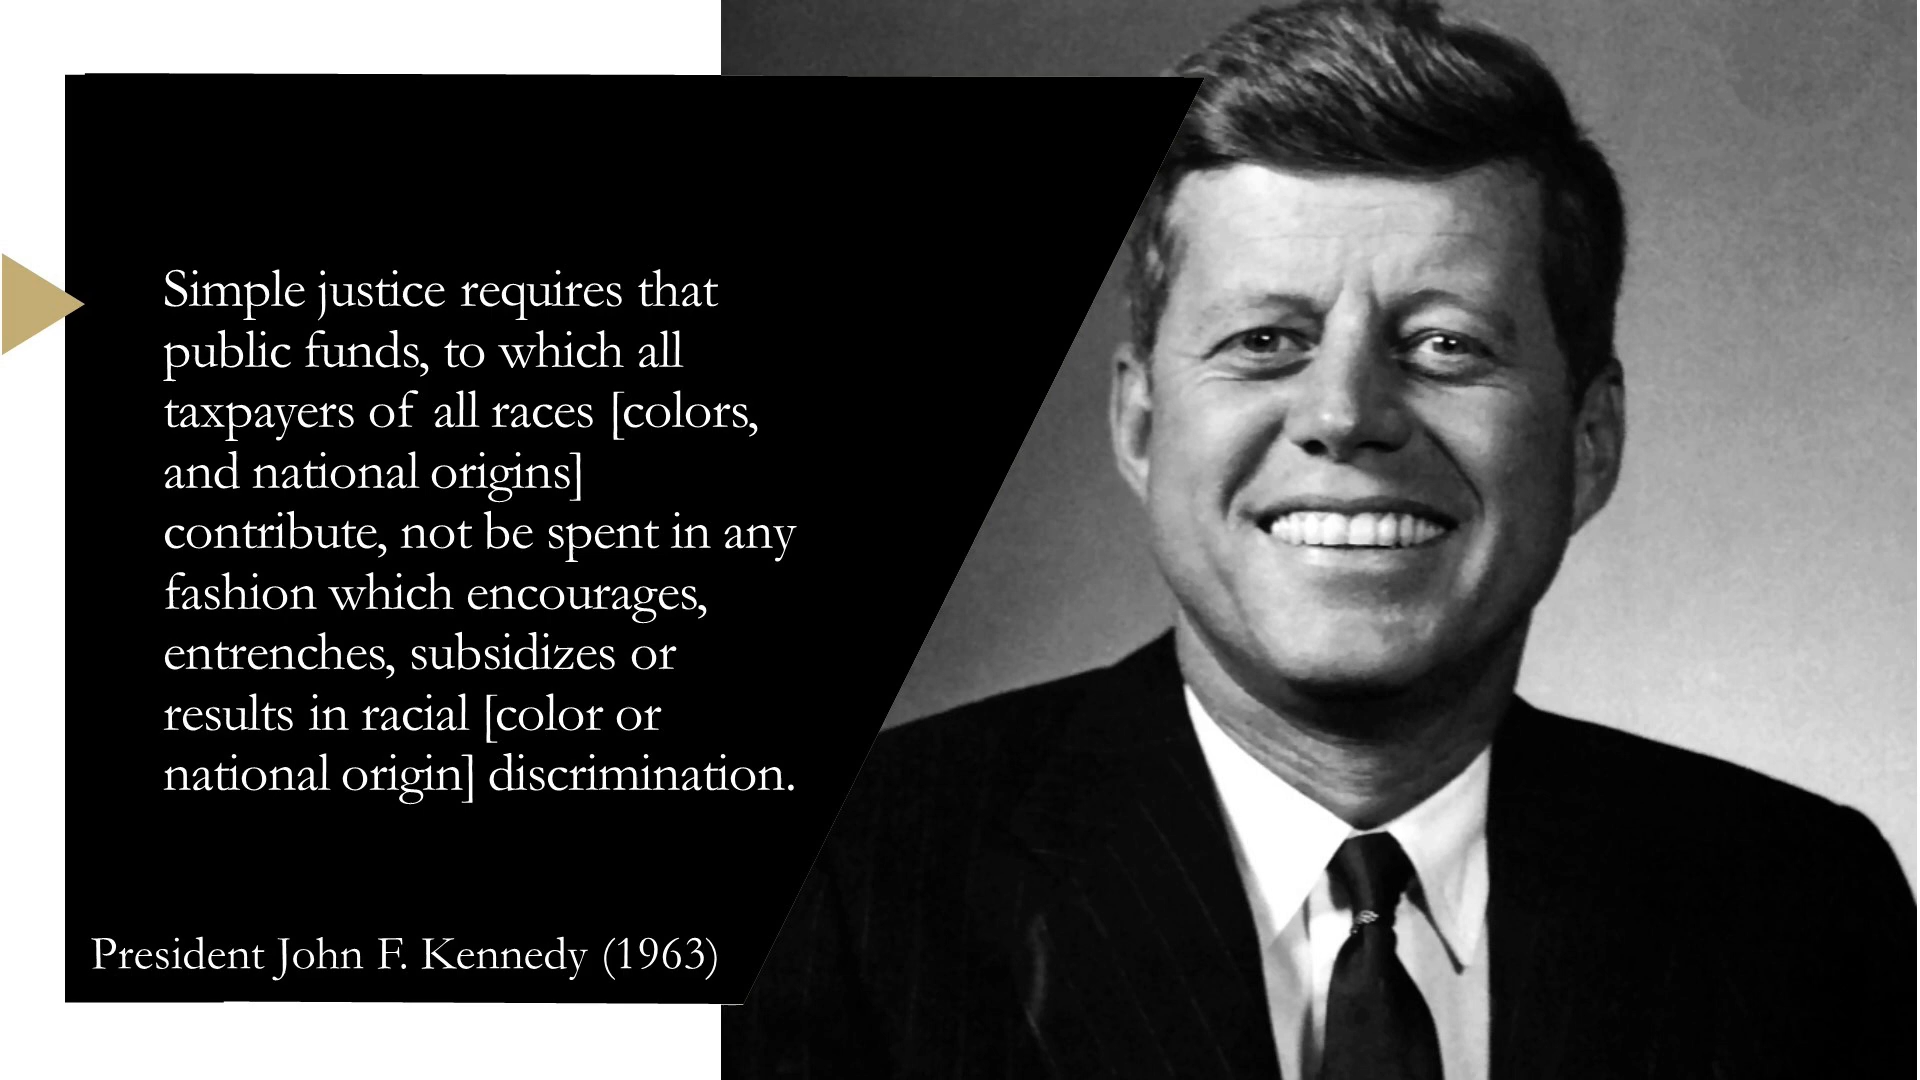 Simple justice requires that
public funds, to which all
taxpayers of all races [colors,
and national origins]
contribute, not be spent in any
fashion which encourages,
entrenches, subsidizes or
results in racial [color or
national origin] discrimination.
President John F. Kennedy (1963)